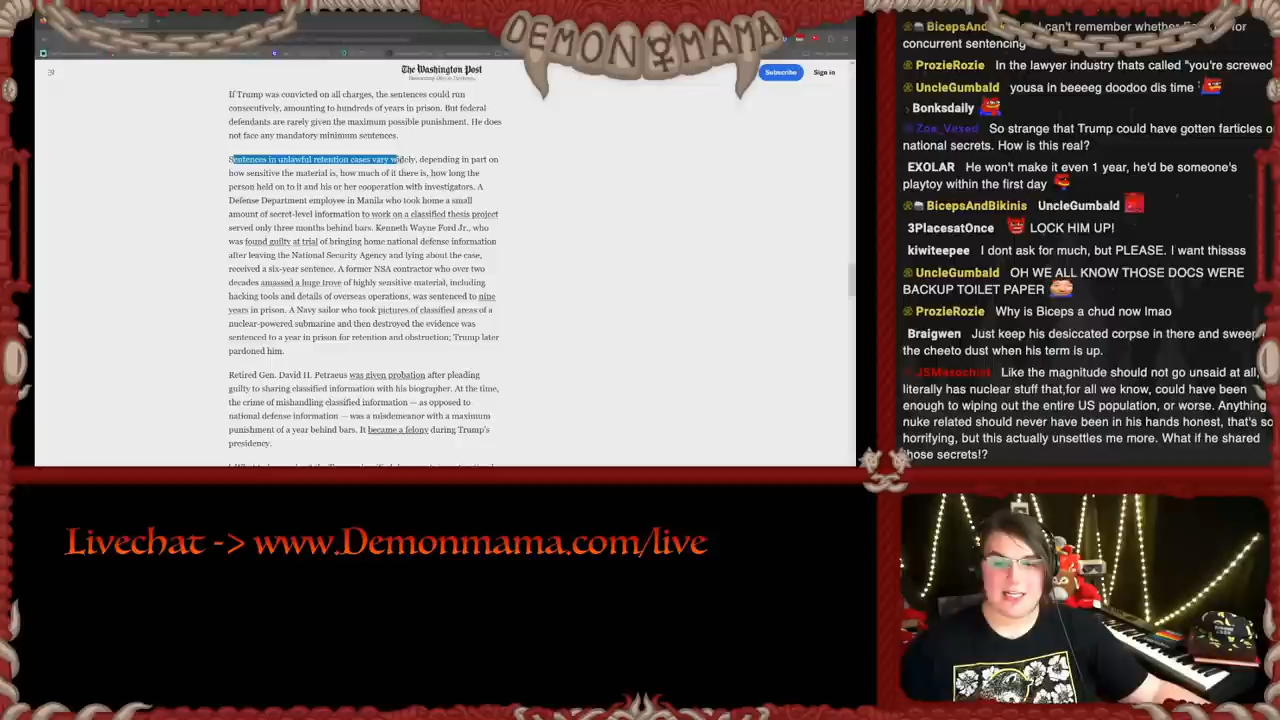 DEMON MAMA
The Washington Post
Democracy Dies in Darkness
Subscribe
Sign in
If Trump was convicted on all charges, the sentences could run
consecutively, amounting to hundreds of years in prison. But federal
defendants are rarely given the maximum possible punishment. He does
not face any mandatory minimum sentences.
Sentences in unlawful retention cases vary widely, depending in part on
how sensitive the material is, how much of it there is, how long the
person held on to it and his or her cooperation with investigators. A
Defense Department employee in Manila who took home a small
amount of secret-level information to work on a classified thesis project
served only three months behind bars. Kenneth Wayne Ford Jr., who
was found guilty at trial of bringing home national defense information
after leaving the National Security Agency and lying about the case,
received a six-year sentence. A former NSA contractor who over two
decades amassed a huge trove of highly sensitive material, including
hacking tools and details of overseas operations, was sentenced to nine
years in prison. A Navy sailor who took pictures of classified areas of a
nuclear-powered submarine and then destroyed the evidence was
sentenced to a year in prison for retention and obstruction; Trump later
pardoned him.
Retired Gen. David H. Petraeus was given probation after pleading
guilty to sharing classified information with his biographer. At the time,
the crime of mishandling classified information — as opposed to
national defense information — was a misdemeanor with a maximum
punishment of a year behind bars. It became a felony during Trump's
presidency.
BicepsAndBikinis I can't remember whether
concurrent sentencing
ProzieRozie In the lawyer industry thats called "you're screwed
UncleGumbald yousa in beeeeg doodoo dis time
Bonksdaily
Zoe_Vexed So strange that Trump could have gotten farticles o
national secrets. How is this possible?
EXOLAR He won't make it even 1 year, he'd be someone's
playtoy within the first day
BicepsAndBikinis UncleGumbald
3PlacesatOnce LOCK HIM UP!
kiwiteepee I dont ask for much, but PLEASE. I want thissss
UncleGumbald OH WE ALL KNOW THOSE DOCS WERE
BACKUP TOILET PAPER
ProzieRozie Why is Biceps a chud now lmao
Braigwen Just keep his desiccated corpse in there and sweep
the cheeto dust when his term is up.
JSMasochist Like the magnitude should not go unsaid at all,
literally has nuclear stuff that,for all we know, could have been
enough to wiping out the entire US population, or worse. Anything
nuke related should never have been in his hands honest, that's so
horrifying, but this actually unsettles me more. What if he shared
those secrets!?
Livechat -> www.Demonmama.com/live